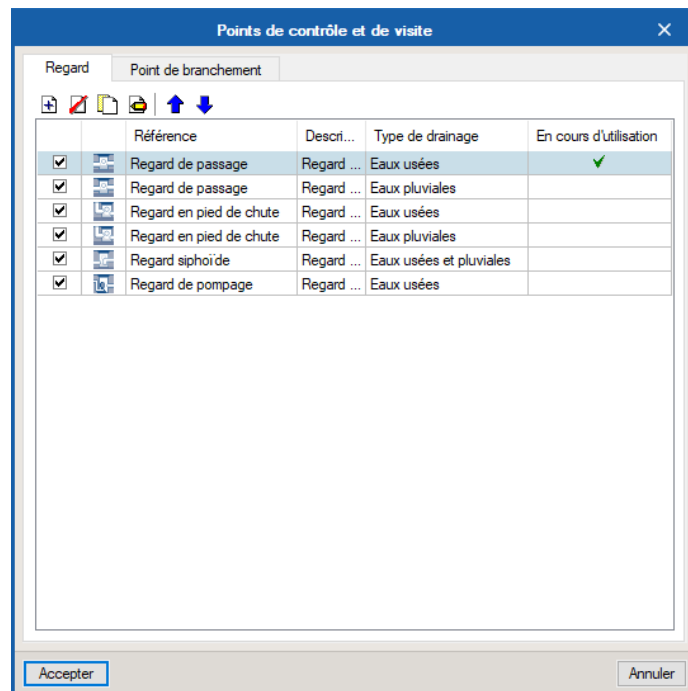 Points de contrôle et de visite
Regard Point de branchement
Référence Descri... Type de drainage En cours d'utilisation
Regard de passage Regard ... Eaux usées
Regard de passage Regard ... Eaux pluviales
Regard en pied de chute Regard ... Eaux usées
Regard en pied de chute Regard ... Eaux pluviales
Regard siphoïde Regard ... Eaux usées et pluviales
Regard de pompage Regard ... Eaux usées
Accepter Annuler